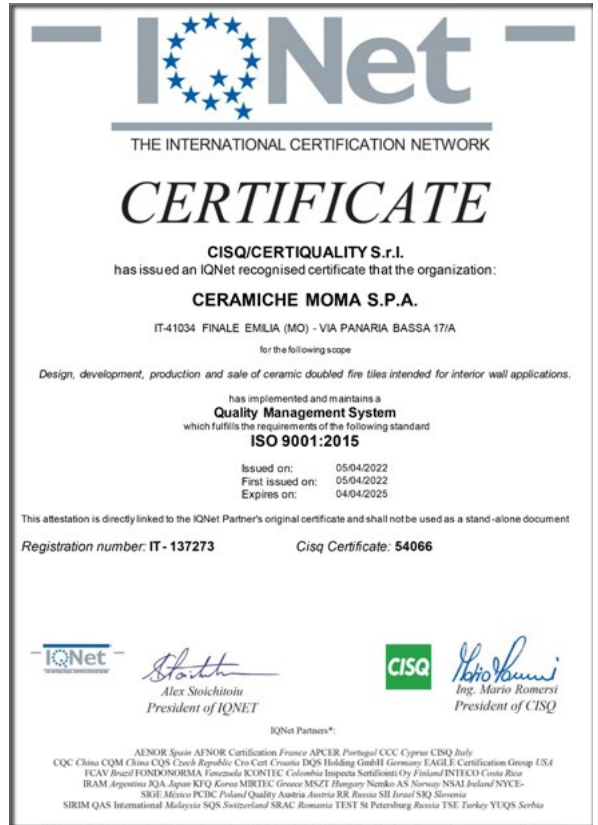 IQNet
THE INTERNATIONAL CERTIFICATION NETWORK
CERTIFICATE
CISQ/CERTIQUALITY S.r.l.
has issued an IQNet recognised certificate that the organization:
CERAMICHE MOMA S.P.A.
IT-41034 FINALE EMILIA (MO) - VIA PANARIA BASSA 17/A
for the following scope
Design, development, production and sale of ceramic doubled fire tiles intended for interior wall applications.
has implemented and maintains a
Quality Management System
which fulfills the requirements of the following standard
ISO 9001:2015
Issued on: 05/04/2022
First issued on: 05/04/2022
Expires on: 04/04/2025
This attestation is directly linked to the IQNet Partner's original certificate and shall not be used as a stand-alone document
Registration number: IT - 137273 Cisq Certificate: 54066
IQNet
CISQ
Alex Stoichitoiu
President of IQNET
Ing. Mario Romersi
President of CISQ
IQNet Partners*:
AENOR Spain AFNOR Certification France APCER Portugal CCC Cyprus CISQ Italy
CQC China CQM China CQS Czech Republic Cro Cert Croatia DQS Holding GmbH Germany EAGLE Certification Group USA
FCAV Brazil FONDONORMA Venezuela ICONTEC Colombia Inspecta Sertifiointi Oy Finland INTECO Costa Rica
IRAM Argentina JQA Japan KFQ Korea MIRTEC Greece MSZT Hungary Nemko AS Norway NSAI Ireland NYCE-
SIGE México PCBC Poland Quality Austria Austria RR Russia SII Israel SIQ Slovenia
SIRIM QAS International Malaysia SQS Switzerland SRAC Romania TEST St Petersburg Russia TSE Turkey YUQS Serbia